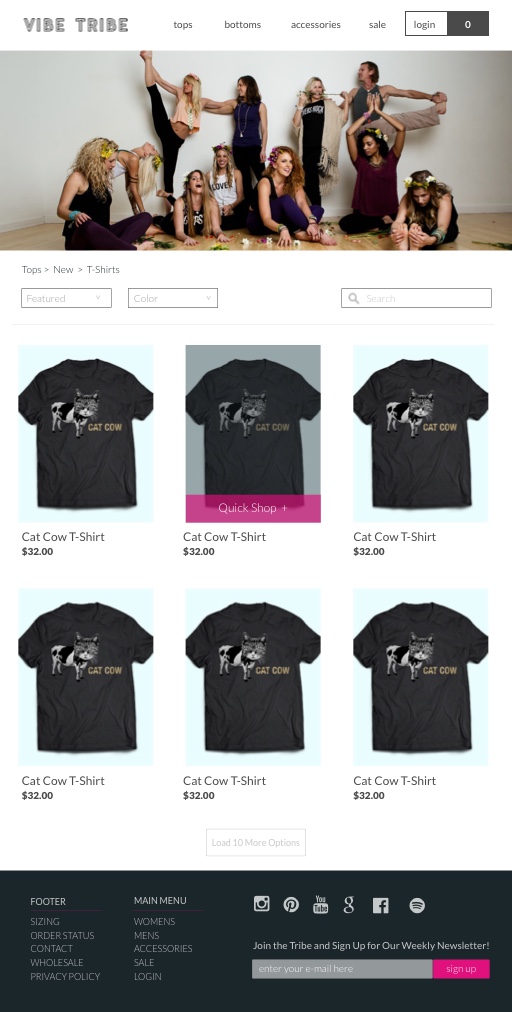 VIBE TRIBE
tops bottoms accessories sale login 0
LOVER
Tops > New > T-Shirts
Featured Color Search
CAT COW
CAT COW
CAT COW
Quick Shop +
Cat Cow T-Shirt Cat Cow T-Shirt Cat Cow T-Shirt
$32.00 $32.00 $32.00
CAT COW
CAT COW
CAT COW
Cat Cow T-Shirt Cat Cow T-Shirt Cat Cow T-Shirt
$32.00 $32.00 $32.00
Load 10 More Options
FOOTER
SIZING
ORDER STATUS
CONTACT
WHOLESALE
PRIVACY POLICY
MAIN MENU
WOMENS
MENS
ACCESSORIES
SALE
LOGIN
You Tube
Join the Tribe and Sign Up for Our Weekly Newsletter!
enter your e-mail here sign up